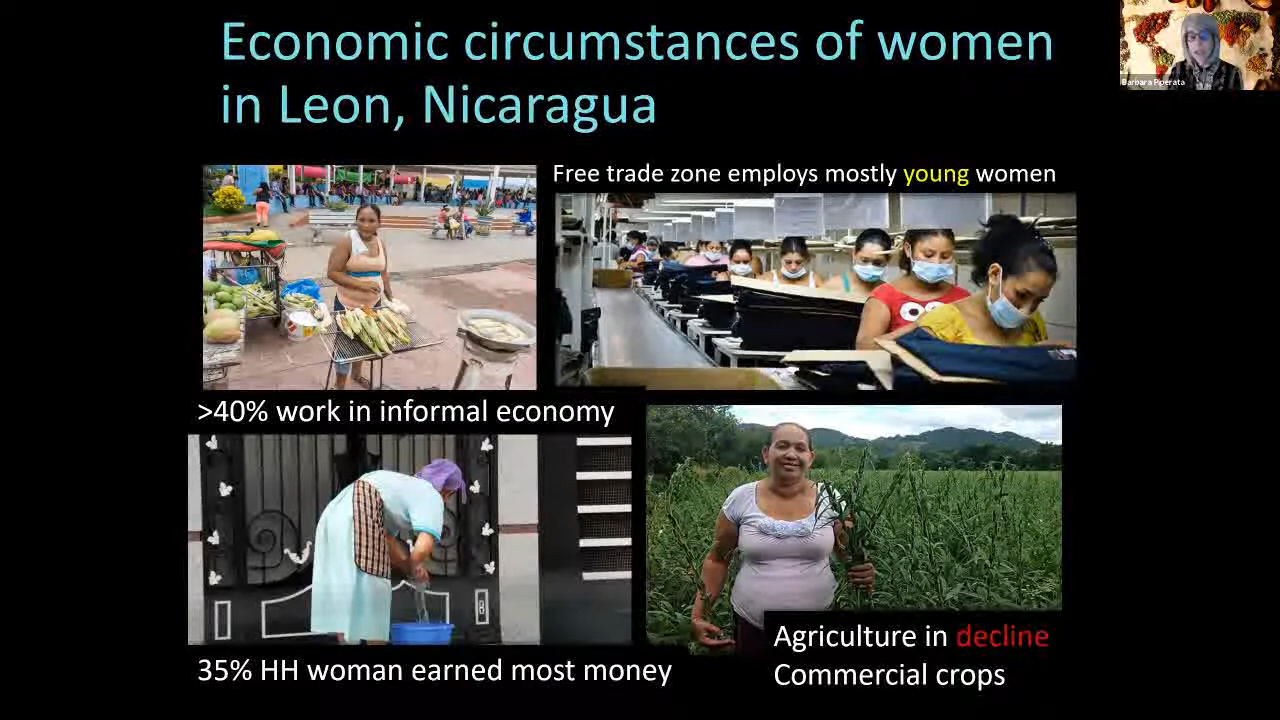 Economic circumstances of women
in Leon, Nicaragua
Barbara Piperata
Free trade zone employs mostly young women
>40% work in informal economy
35% HH woman earned most money
Agriculture in decline
Commercial crops